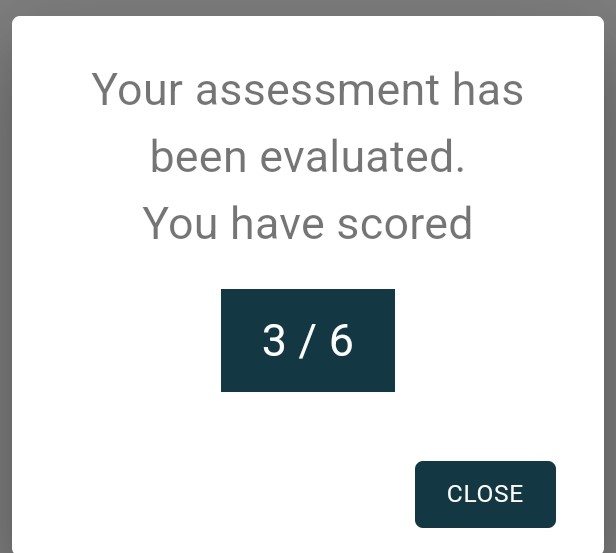 Your assessment has
been evaluated.
You have scored
3 / 6
CLOSE